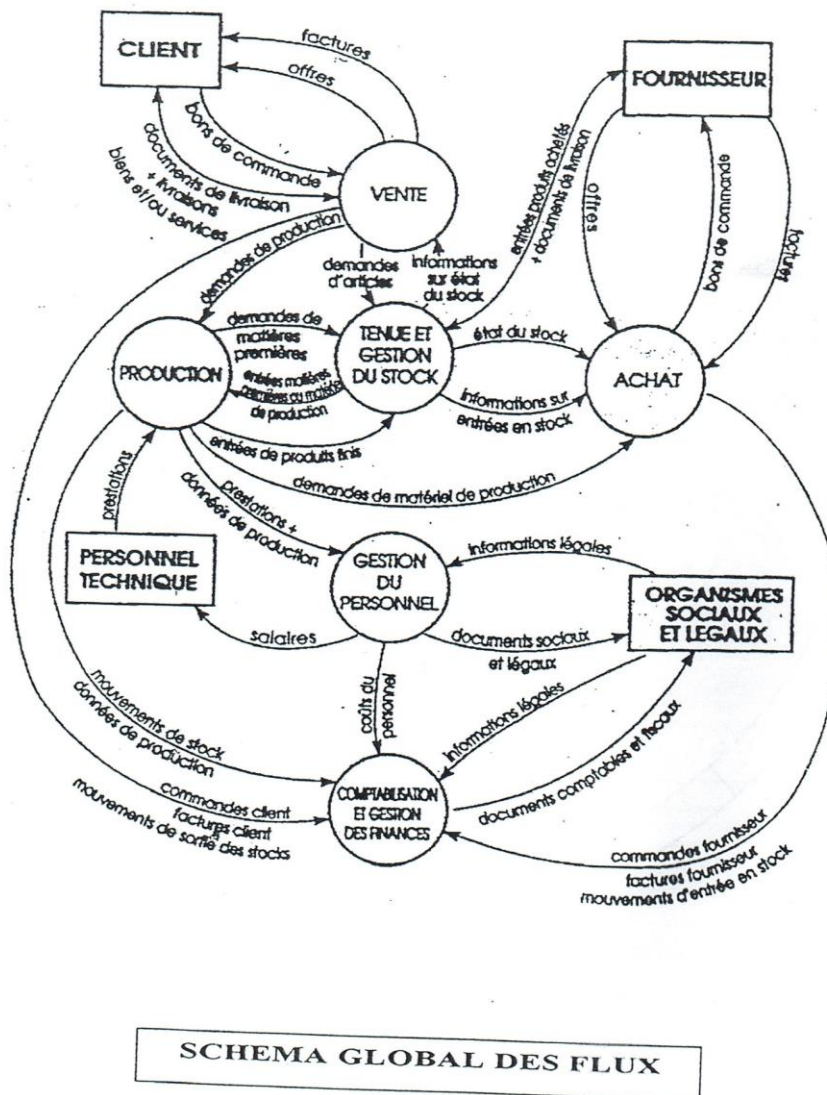 CLIENT
factures
offres
bons de commande
documents de livraison
+ livraisons
biens et/ou services
VENTE
FOURNISSEUR
entrées produits achetés
+ documents de livraison
offres
bons de commande
factures
demandes de production
demandes
d'articles
informations
sur état
du stock
PRODUCTION
demandes de
matières
premières
entrées matières
premières ou matériel
de production
entrées de produits finis
TENUE ET
GESTION
DU STOCK
état du stock
informations sur
entrées en stock
ACHAT
demandes de matériel de production
prestations
prestations +
données de production
PERSONNEL
TECHNIQUE
GESTION
DU
PERSONNEL
informations légales
ORGANISMES
SOCIAUX
ET LEGAUX
salaires
documents sociaux
et légaux
coûts du
personnel
informations légales
documents comptables et fiscaux
mouvements de stock
données de production
commandes client
factures client
mouvements de sortie des stocks
COMPTABILISATION
ET GESTION
DES FINANCES
commandes fournisseur
factures fournisseur
mouvements d'entrée en stock
SCHEMA GLOBAL DES FLUX